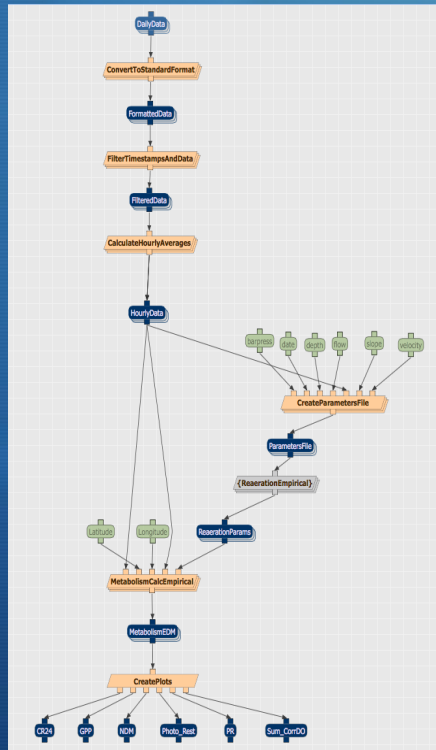 DailyData
ConvertToStandardFormat
FormattedData
FilterTimestampsAndData
FilteredData
CalculateHourlyAverages
HourlyData
barpress date depth flow slope velocity
CreateParametersFile
ParametersFile
{ReaerationEmpirical}
Latitude Longitude ReaerationParams
MetabolismCalcEmpirical
MetabolismEDM
CreatePlots
CR24 GPP NDM Photo_Rest PR Sum_CorrDO